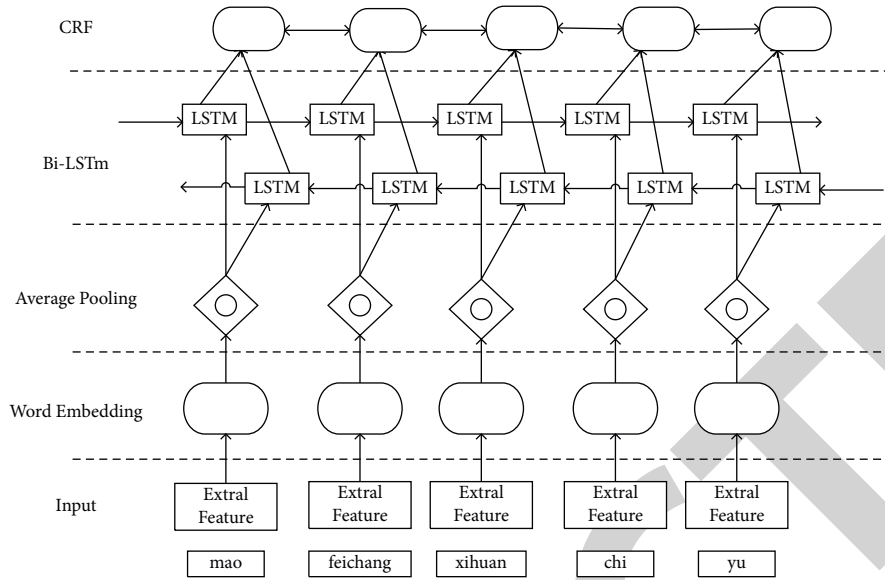 CRF
LSTM LSTM LSTM LSTM LSTM
Bi-LSTm
LSTM LSTM LSTM LSTM LSTM
Average Pooling
Word Embedding
Input
Extral Feature
Extral Feature
Extral Feature
Extral Feature
Extral Feature
mao feichang xihuan chi yu